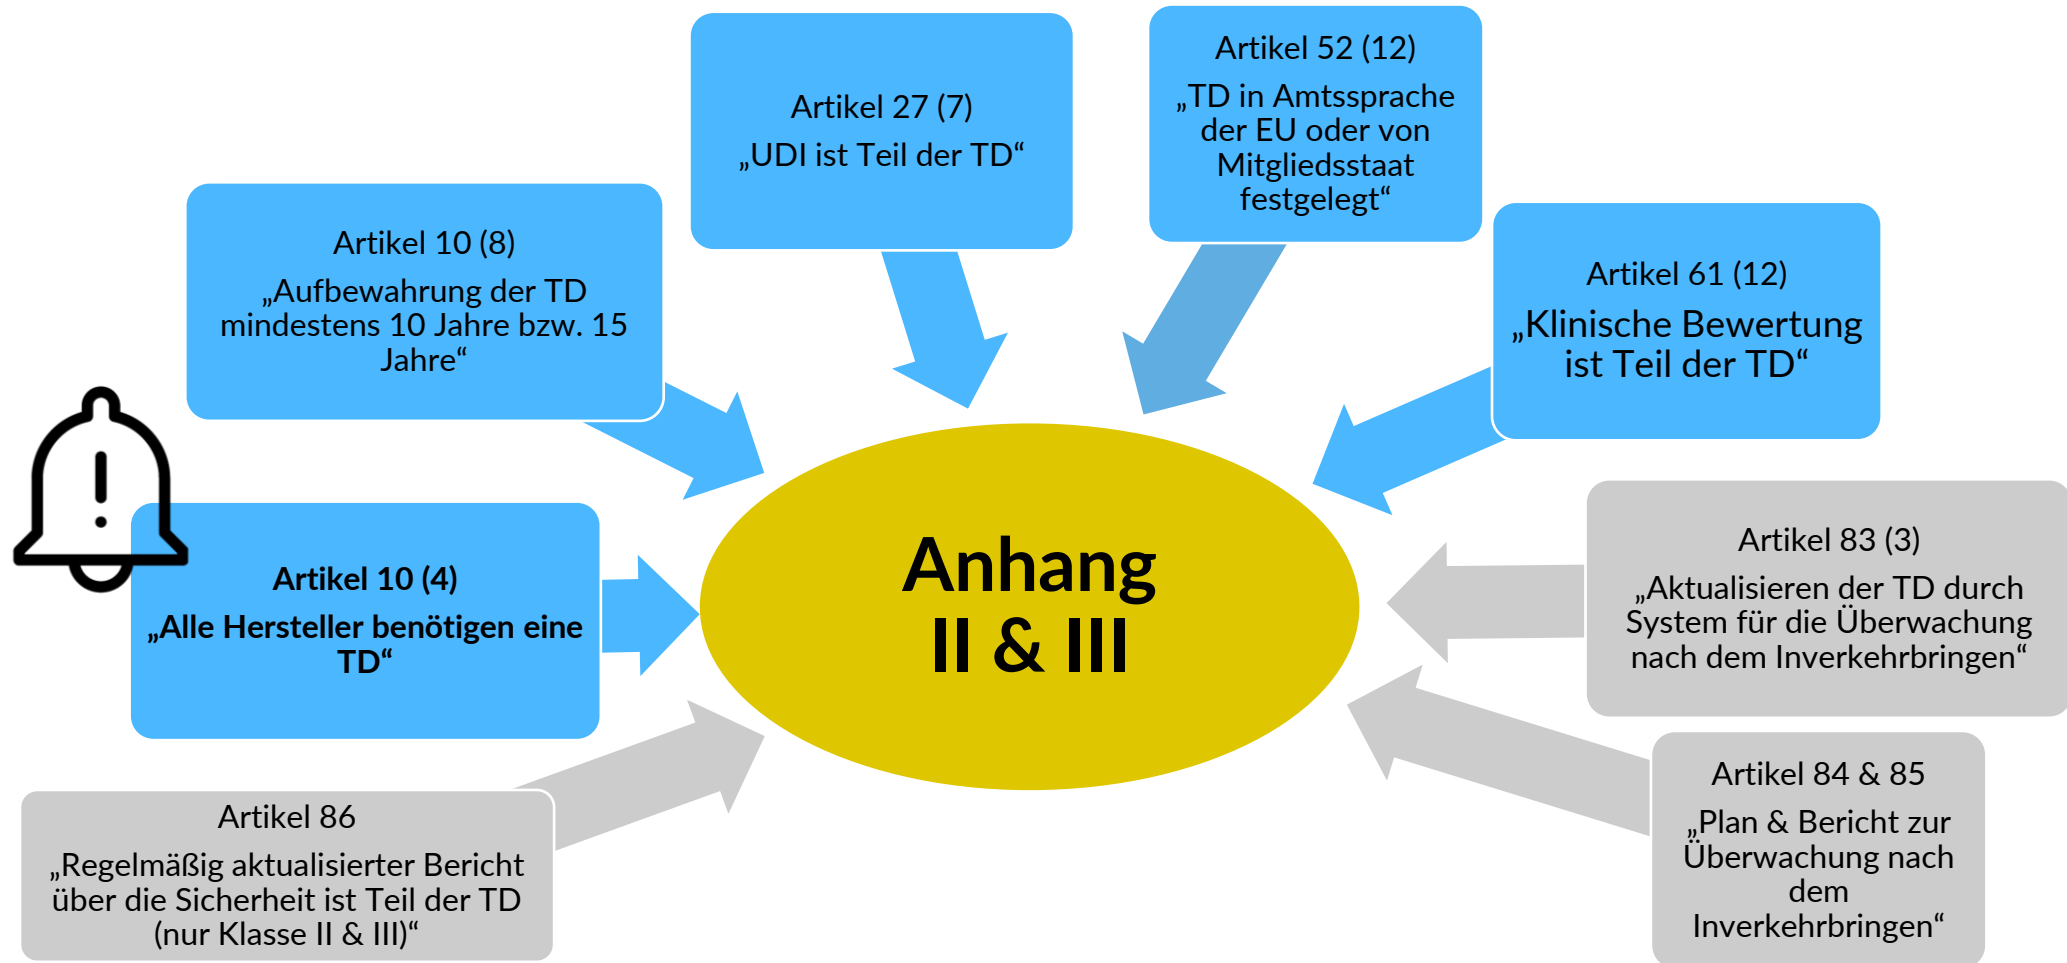 Artikel 52 (12)
„TD in Amtssprache
der EU oder von
Mitgliedsstaat
festgelegt“
Artikel 27 (7)
„UDI ist Teil der TD“
Artikel 10 (8)
„Aufbewahrung der TD
mindestens 10 Jahre bzw. 15
Jahre“
Artikel 61 (12)
„Klinische Bewertung
ist Teil der TD“
Artikel 10 (4)
„Alle Hersteller benötigen eine
TD“
Anhang
II & III
Artikel 83 (3)
„Aktualisieren der TD durch
System für die Überwachung
nach dem Inverkehrbringen“
Artikel 86
„Regelmäßig aktualisierter Bericht
über die Sicherheit ist Teil der TD
(nur Klasse II & III)“
Artikel 84 & 85
„Plan & Bericht zur
Überwachung nach
dem
Inverkehrbringen“